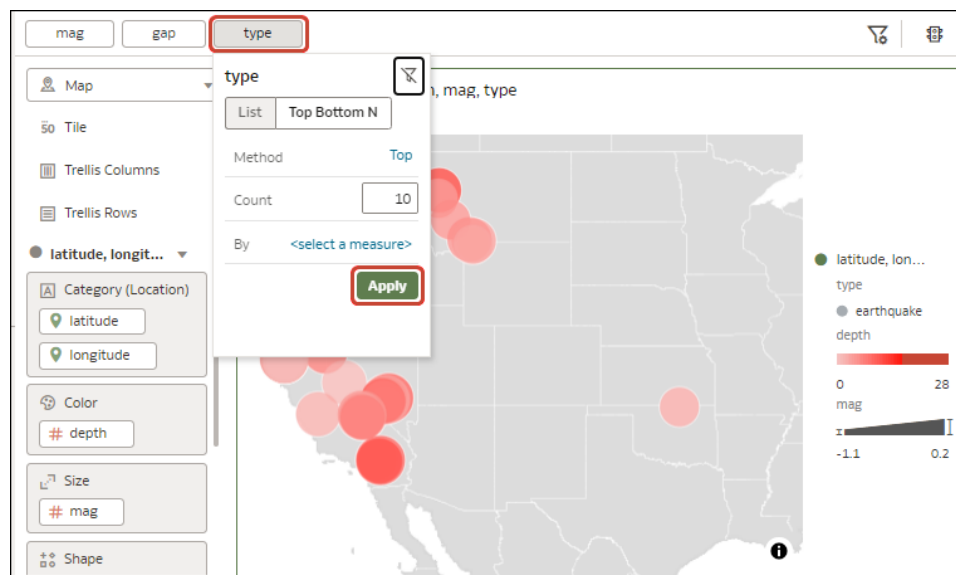 mag
gap
type
Map
Tile
Trellis Columns
Trellis Rows
latitude, longit...
Category (Location)
latitude
longitude
Color
# depth
Size
# mag
Shape
type
List
Top Bottom N
Method
Top
Count
10
By
<select a measure>
Apply
, mag, type
latitude, lon...
type
earthquake
depth
0
28
mag
-1.1
0.2